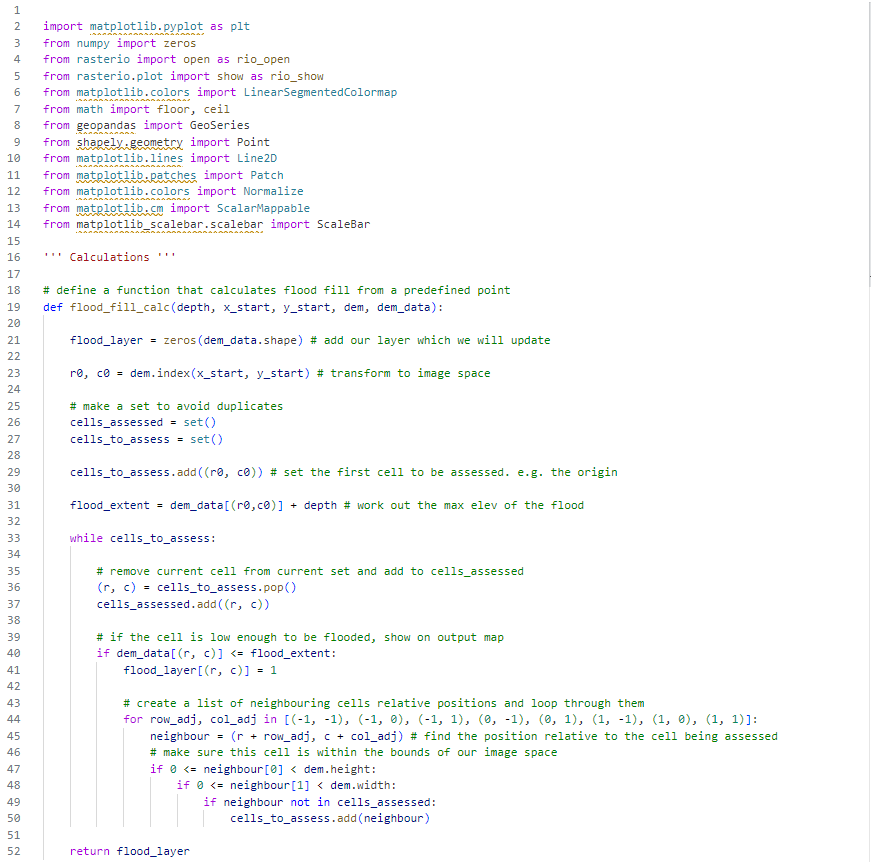 1
2 import matplotlib.pyplot as plt
3 from numpy import zeros
4 from rasterio import open as rio_open
5 from rasterio.plot import show as rio_show
6 from matplotlib.colors import LinearSegmentedColormap
7 from math import floor, ceil
8 from geopandas import GeoSeries
9 from shapely.geometry import Point
10 from matplotlib.lines import Line2D
11 from matplotlib.patches import Patch
12 from matplotlib.colors import Normalize
13 from matplotlib.cm import ScalarMappable
14 from matplotlib_scalebar.scalebar import ScaleBar
15
16 ''' Calculations '''
17
18 # define a function that calculates flood fill from a predefined point
19 def flood_fill_calc(depth, x_start, y_start, dem, dem_data):
20
21     flood_layer = zeros(dem_data.shape) # add our layer which we will update
22
23     r0, c0 = dem.index(x_start, y_start) # transform to image space
24
25     # make a set to avoid duplicates
26     cells_assessed = set()
27     cells_to_assess = set()
28
29     cells_to_assess.add((r0, c0)) # set the first cell to be assessed. e.g. the origin
30
31     flood_extent = dem_data[(r0,c0)] + depth # work out the max elev of the flood
32
33     while cells_to_assess:
34
35         # remove current cell from current set and add to cells_assessed
36         (r, c) = cells_to_assess.pop()
37         cells_assessed.add((r, c))
38
39         # if the cell is low enough to be flooded, show on output map
40         if dem_data[(r, c)] <= flood_extent:
41             flood_layer[(r, c)] = 1
42
43             # create a list of neighbouring cells relative positions and loop through them
44             for row_adj, col_adj in [(-1, -1), (-1, 0), (-1, 1), (0, -1), (0, 1), (1, -1), (1, 0), (1, 1)]:
45                 neighbour = (r + row_adj, c + col_adj) # find the position relative to the cell being assessed
46                 # make sure this cell is within the bounds of our image space
47                 if 0 <= neighbour[0] < dem.height:
48                     if 0 <= neighbour[1] < dem.width:
49                         if neighbour not in cells_assessed:
50                             cells_to_assess.add(neighbour)
51
52     return flood_layer